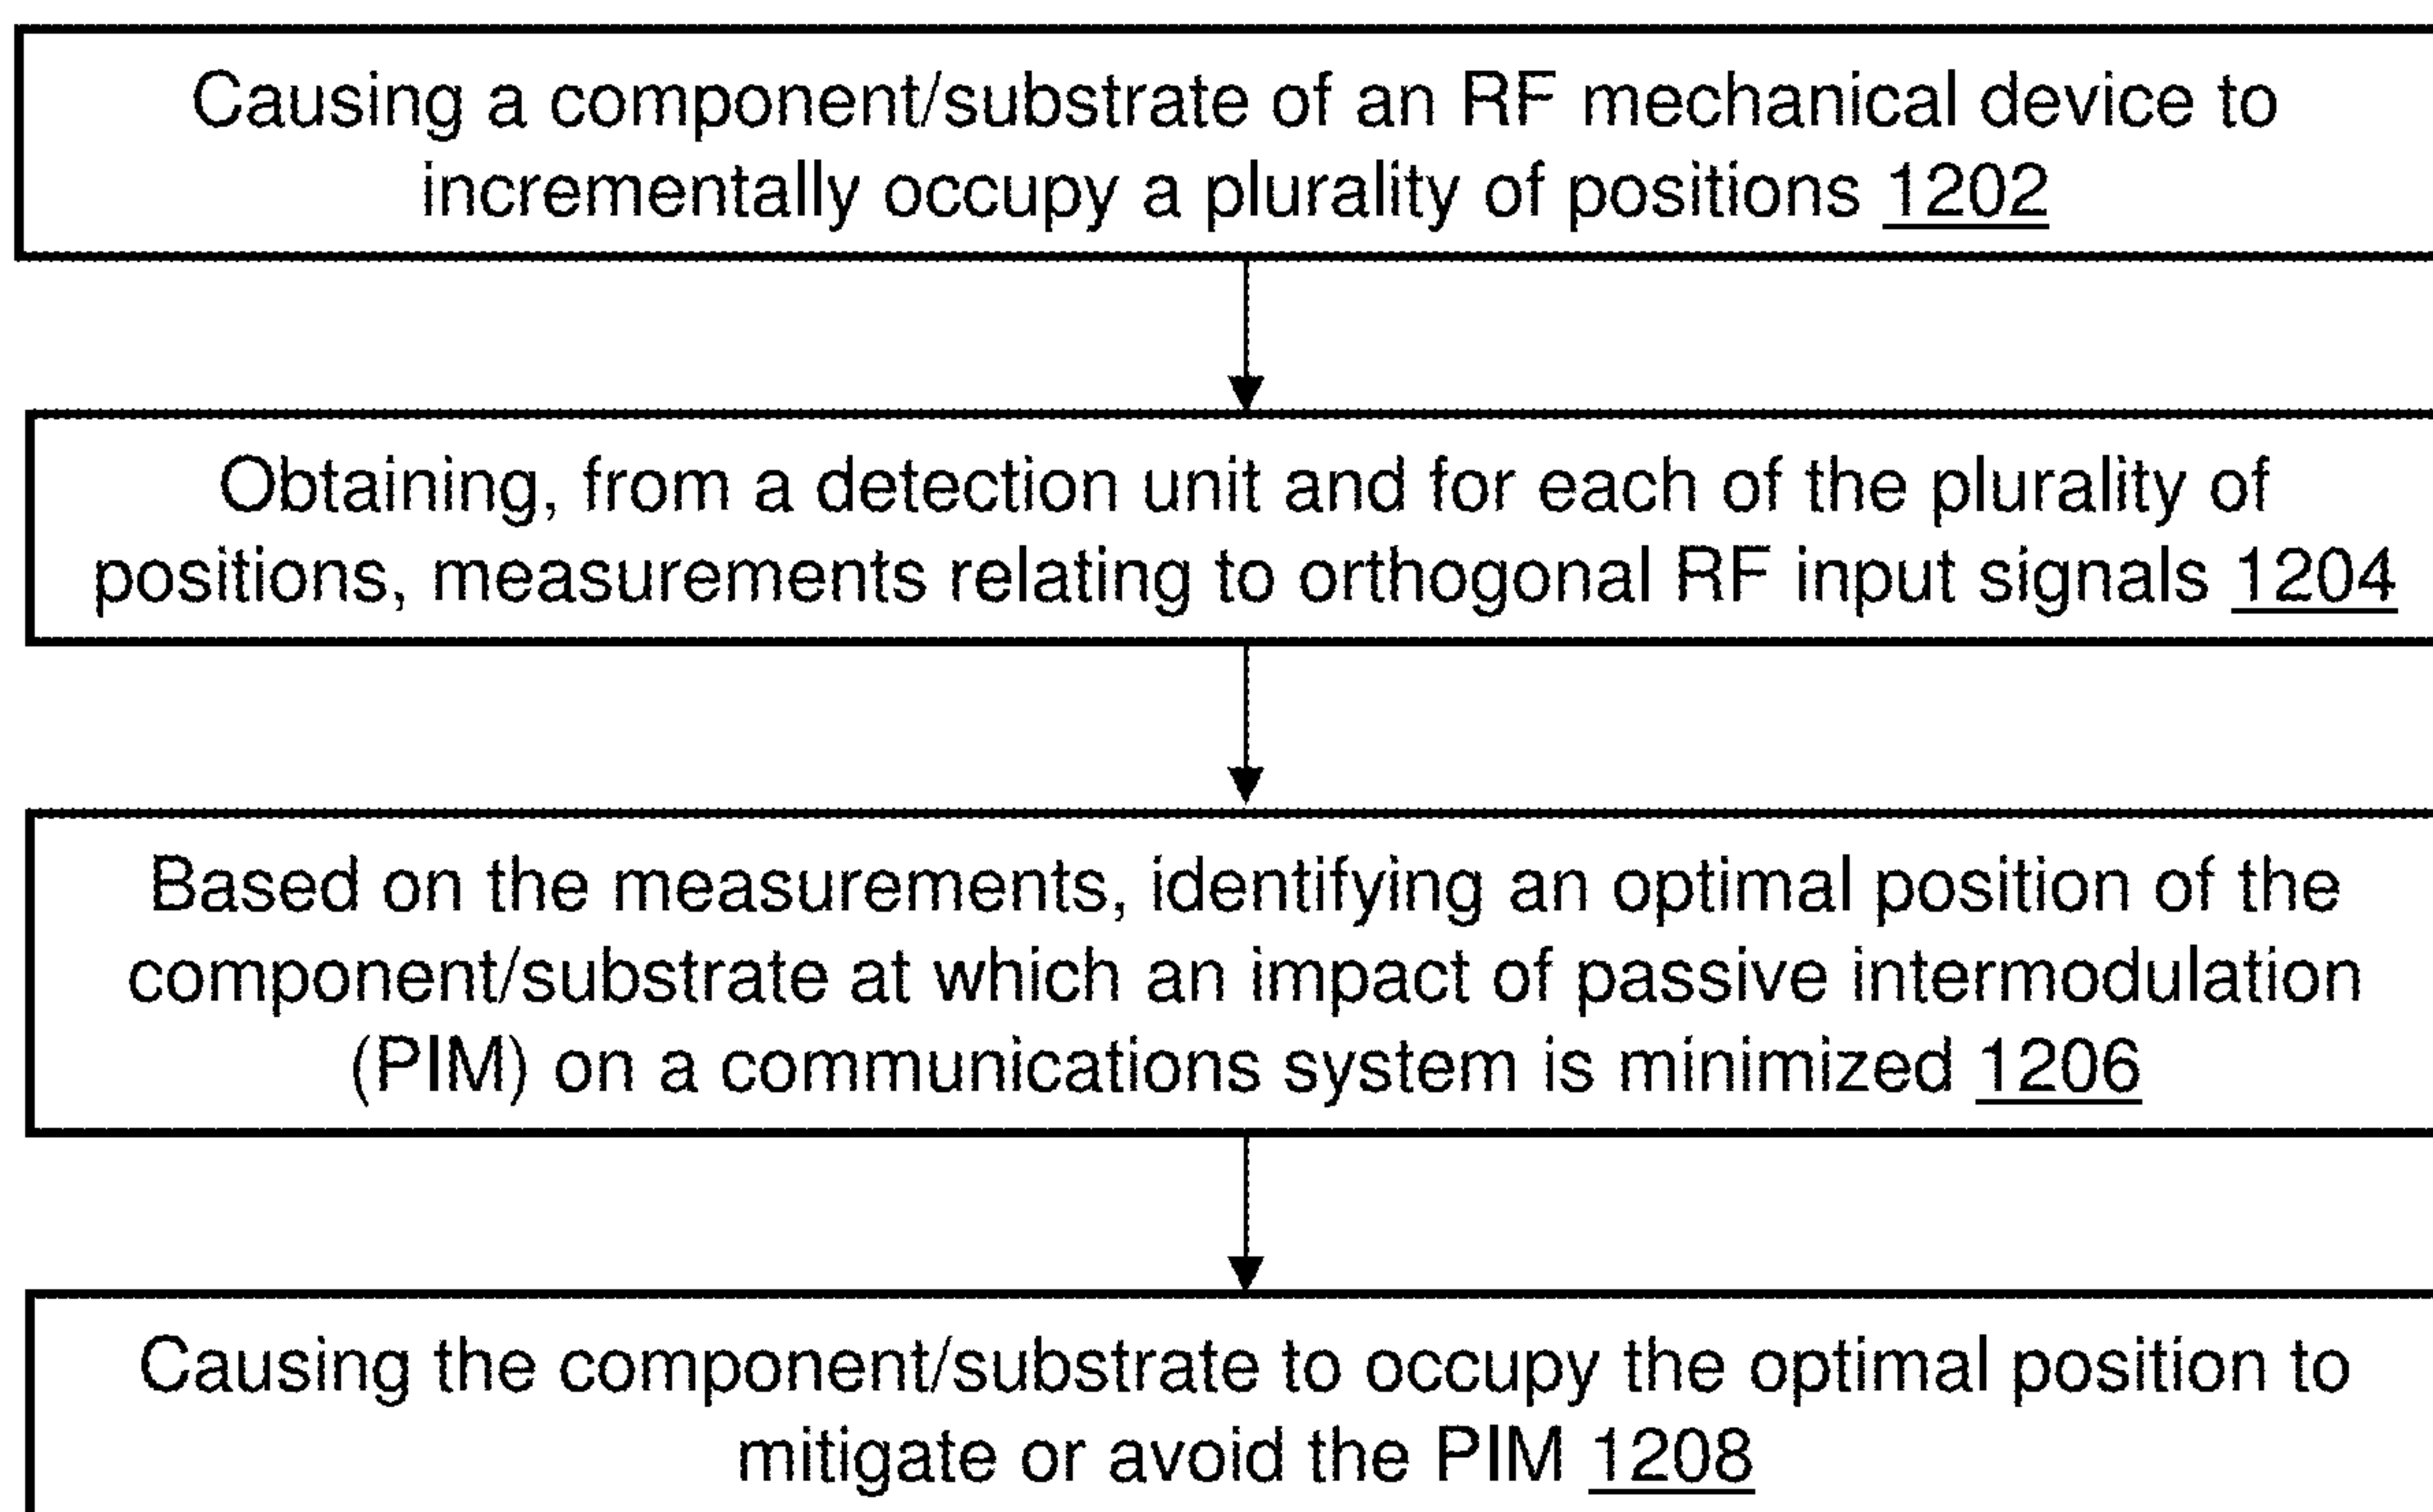 Causing a component/substrate of an RF mechanical device to
incrementally occupy a plurality of positions 1202
Obtaining, from a detection unit and for each of the plurality of
positions, measurements relating to orthogonal RF input signals 1204
Based on the measurements, identifying an optimal position of the
component/substrate at which an impact of passive intermodulation
(PIM) on a communications system is minimized 1206
Causing the component/substrate to occupy the optimal position to
mitigate or avoid the PIM 1208